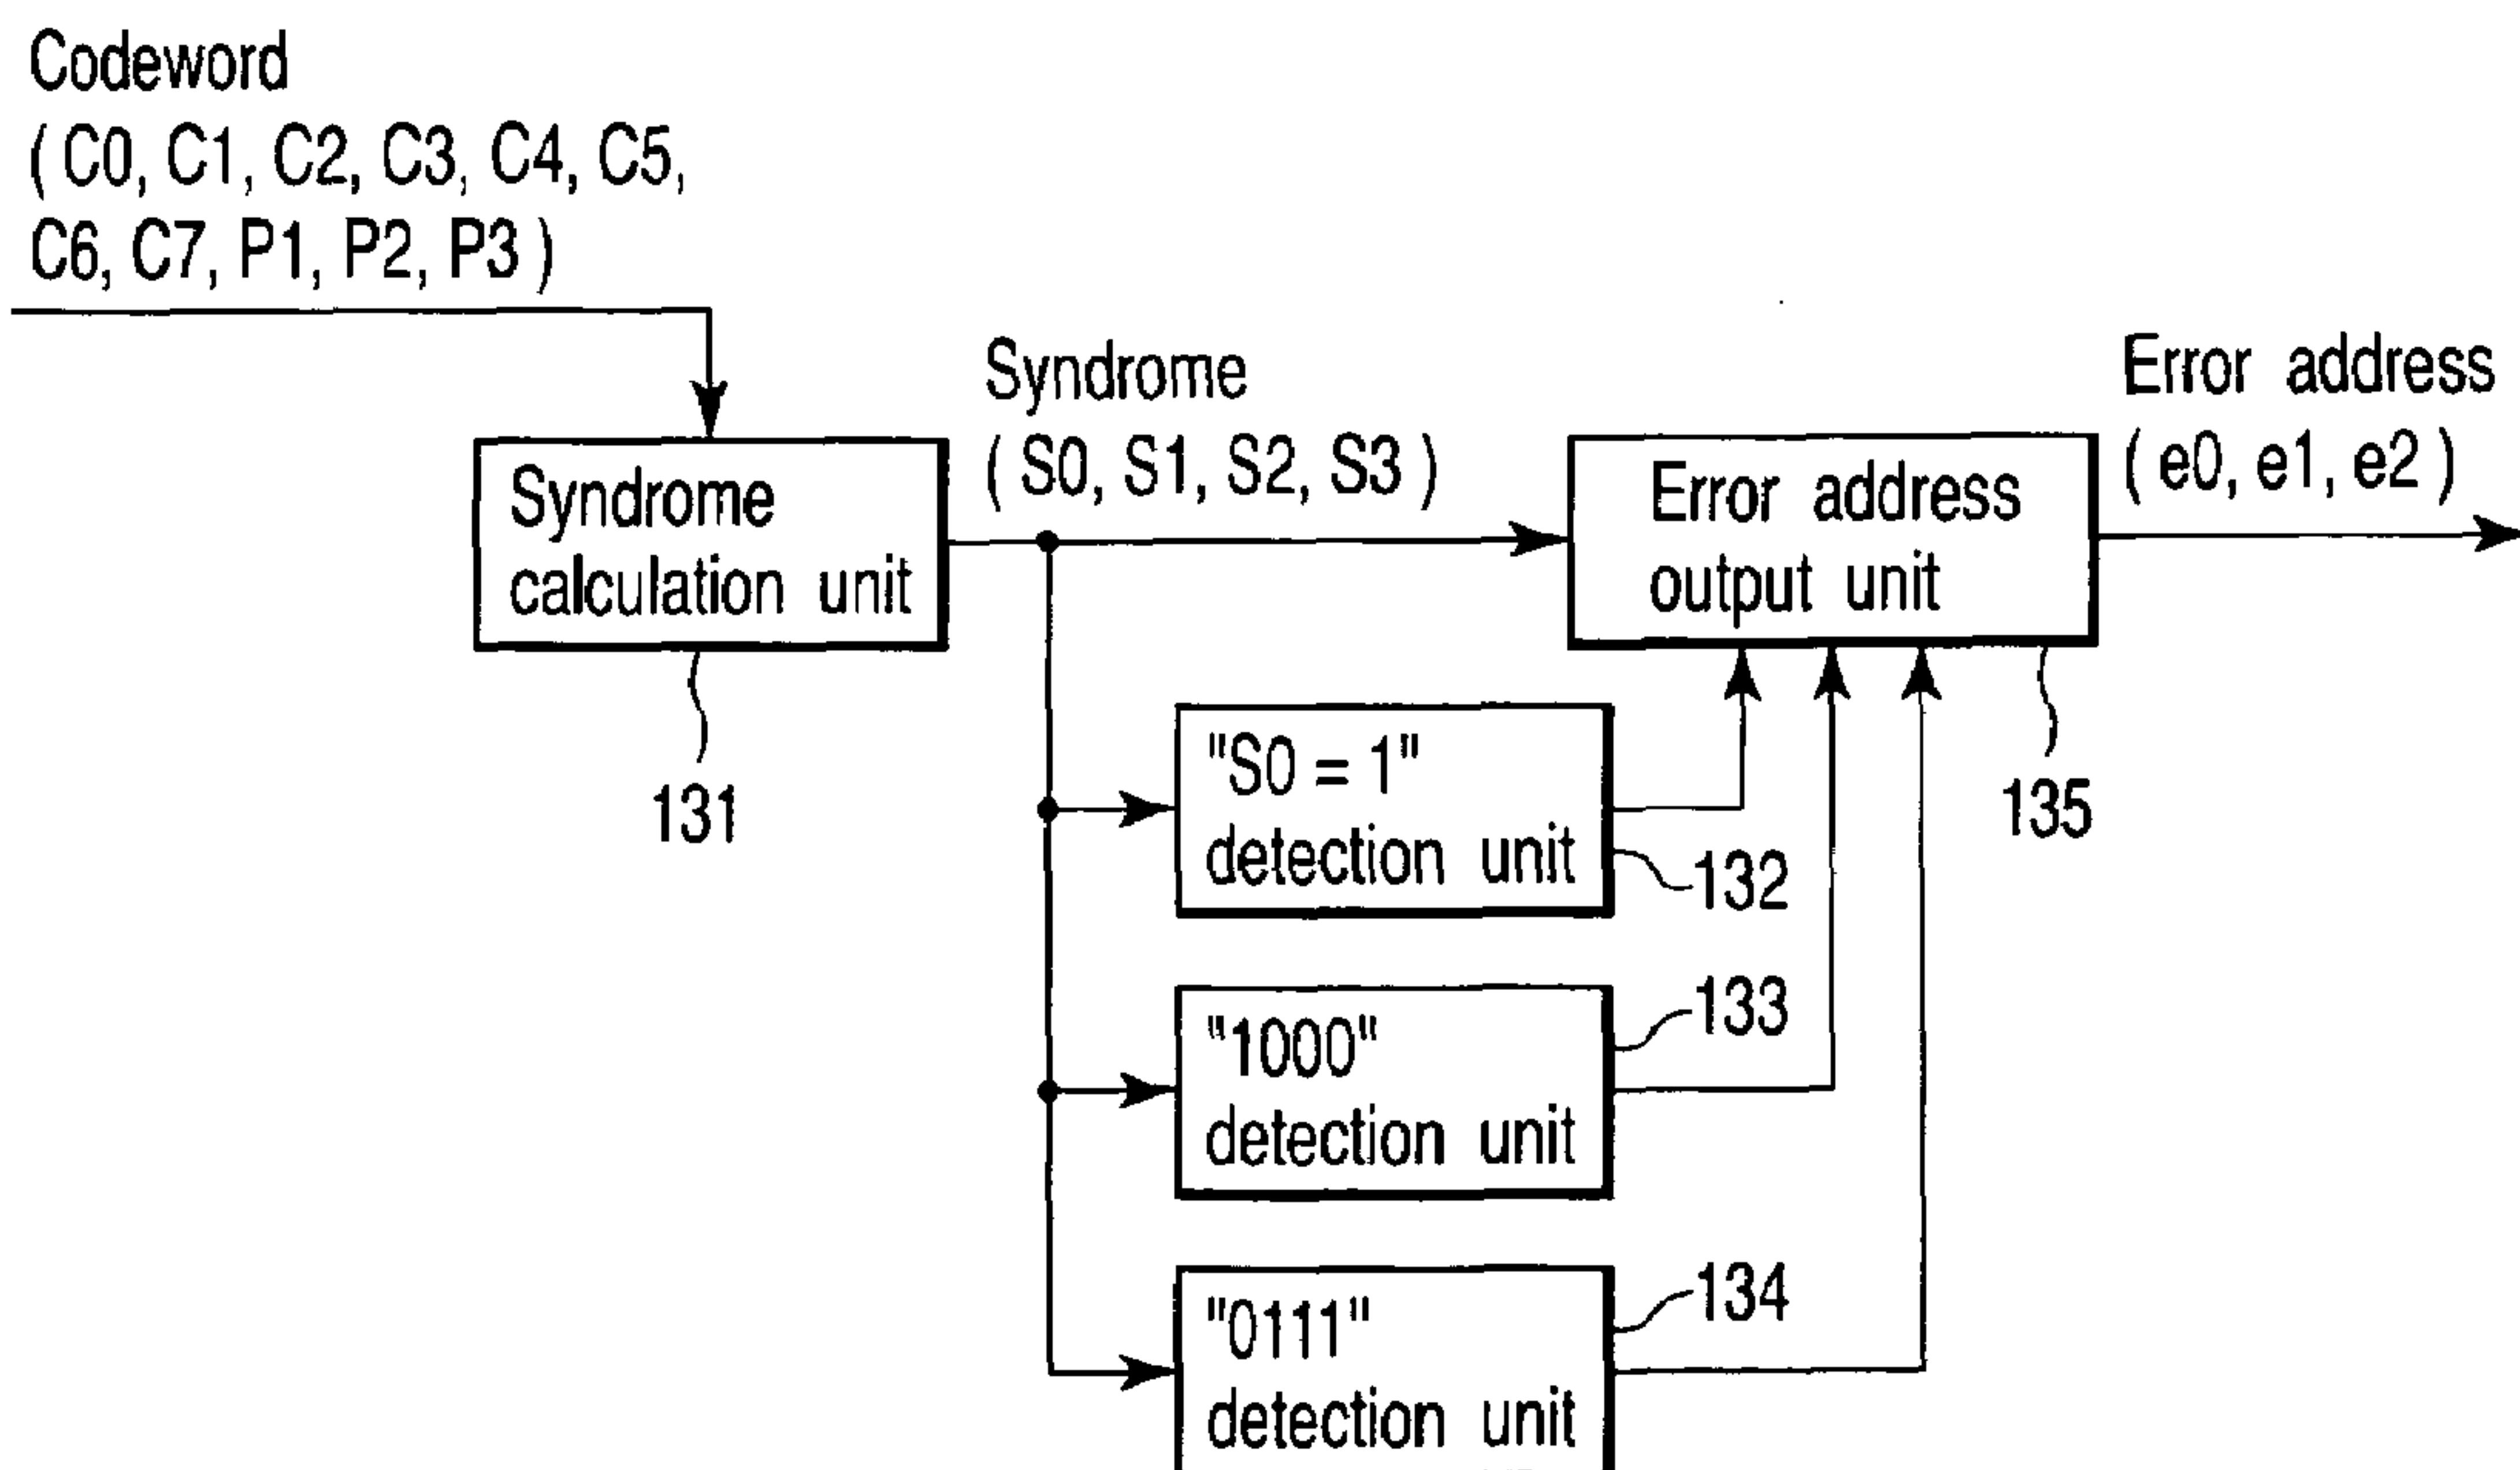 Codeword
( C0, C1, C2, C3, C4, C5,
C6, C7, P1, P2, P3 )
Syndrome
( S0, S1, S2, S3 )
Error address
( e0, e1, e2 )
Syndrome
calculation unit
131
Error address
output unit
135
"S0 = 1"
detection unit
132
"1000"
detection unit
133
"0111"
detection unit
134